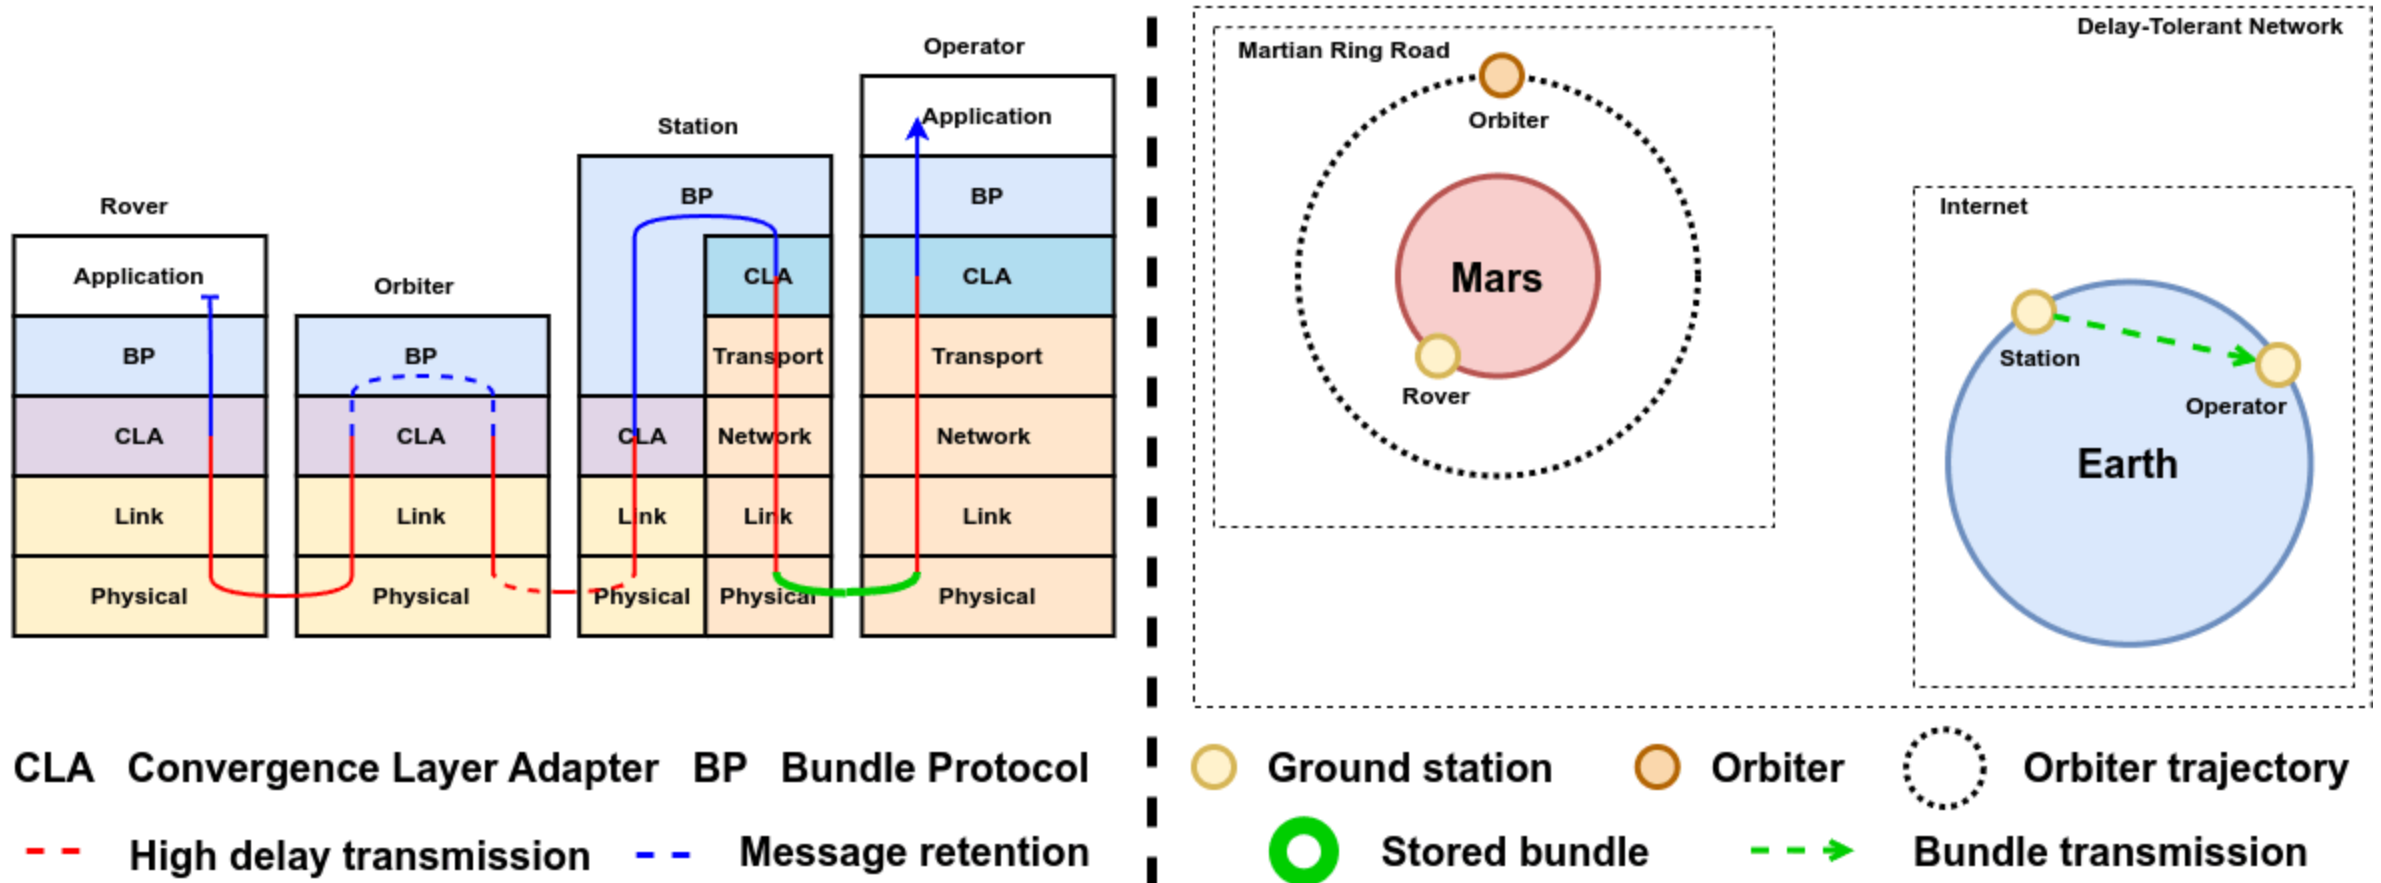 Rover
Application
BP
CLA
Link
Physical
Orbiter
BP
CLA
Link
Physical
Station
BP
CLA
Transport
CLA
Network
Link
Link
Physical
Physical
Operator
Application
BP
CLA
Transport
Network
Link
Physical
CLA Convergence Layer Adapter BP Bundle Protocol
High delay transmission Message retention
Delay-Tolerant Network
Martian Ring Road
Orbiter
Mars
Rover
Internet
Station
Operator
Earth
Ground station Orbiter Orbiter trajectory
Stored bundle Bundle transmission